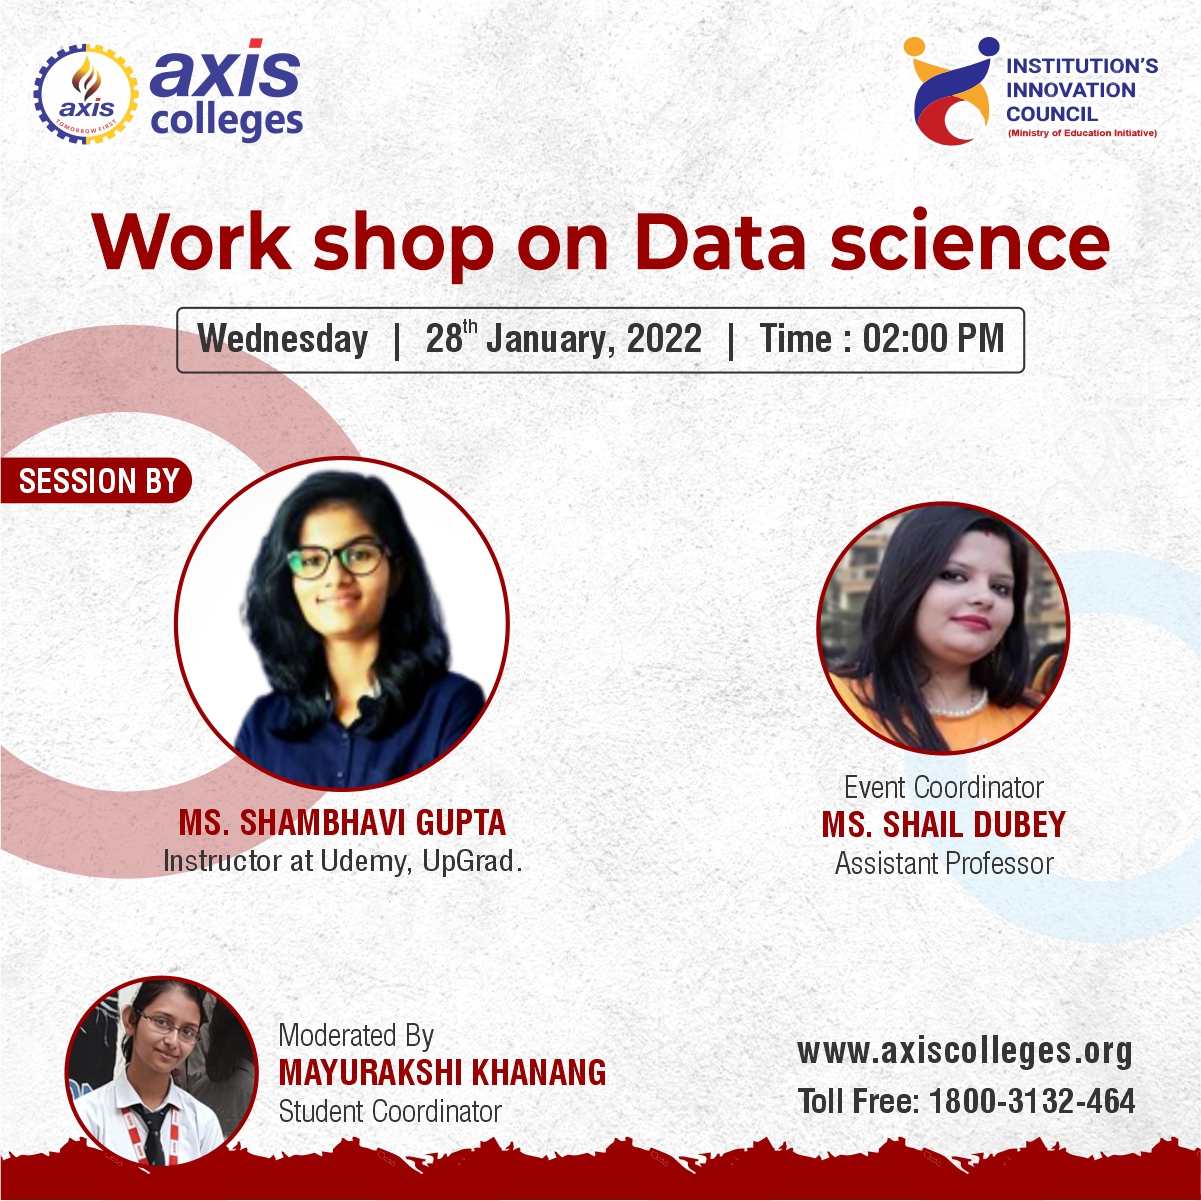 axis
TOMORROW FIRST
axis
colleges
INSTITUTION'S
INNOVATION
COUNCIL
(Ministry of Education Initiative)
Work shop on Data science
Wednesday | 28th January, 2022 | Time : 02:00 PM
SESSION BY
MS. SHAMBHAVI GUPTA
Instructor at Udemy, UpGrad.
Event Coordinator
MS. SHAIL DUBEY
Assistant Professor
Moderated By
MAYURAKSHI KHANANG
Student Coordinator
www.axiscolleges.org
Toll Free: 1800-3132-464